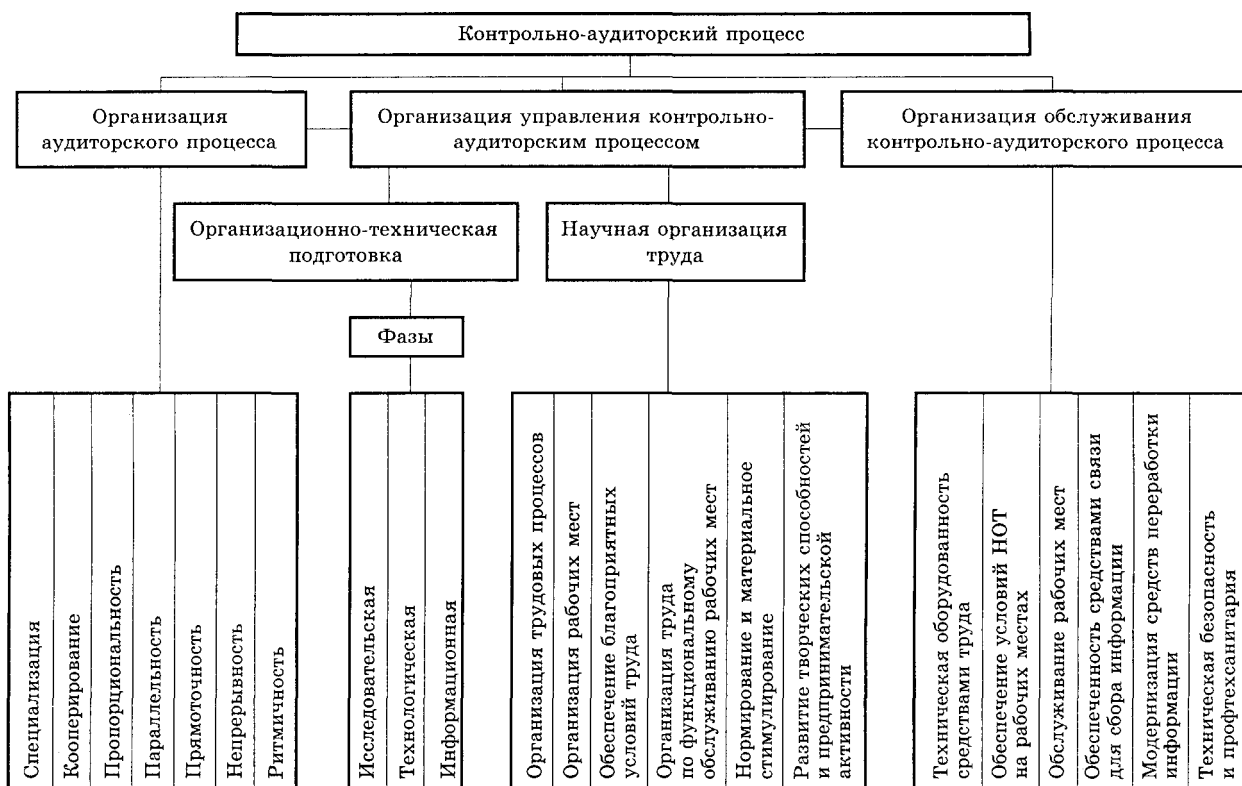 Контрольно-аудиторский процесс
Организация
аудиторского процесса
Организация управления контрольно-
аудиторским процессом
Организация обслуживания
контрольно-аудиторского процесса
Организационно-техническая
подготовка
Научная организация
труда
Фазы
Специализация
Кооперирование
Пропорциональность
Параллельность
Прямоточность
Непрерывность
Ритмичность
Исследовательская
Технологическая
Информационная
Организация трудовых процессов
Организация рабочих мест
Обеспечение благоприятных
условий труда
Организация труда
по функциональному
обслуживанию рабочих мест
Нормирование и материальное
стимулирование
Развитие творческих способностей
и предпринимательской
активности
Техническая оборудованность
средствами труда
Обеспечение условий НОТ
на рабочих местах
Обслуживание рабочих мест
Обеспеченность средствами связи
для сбора информации
Модернизация средств переработки
информации
Техническая безопасность
и профтехсанитария